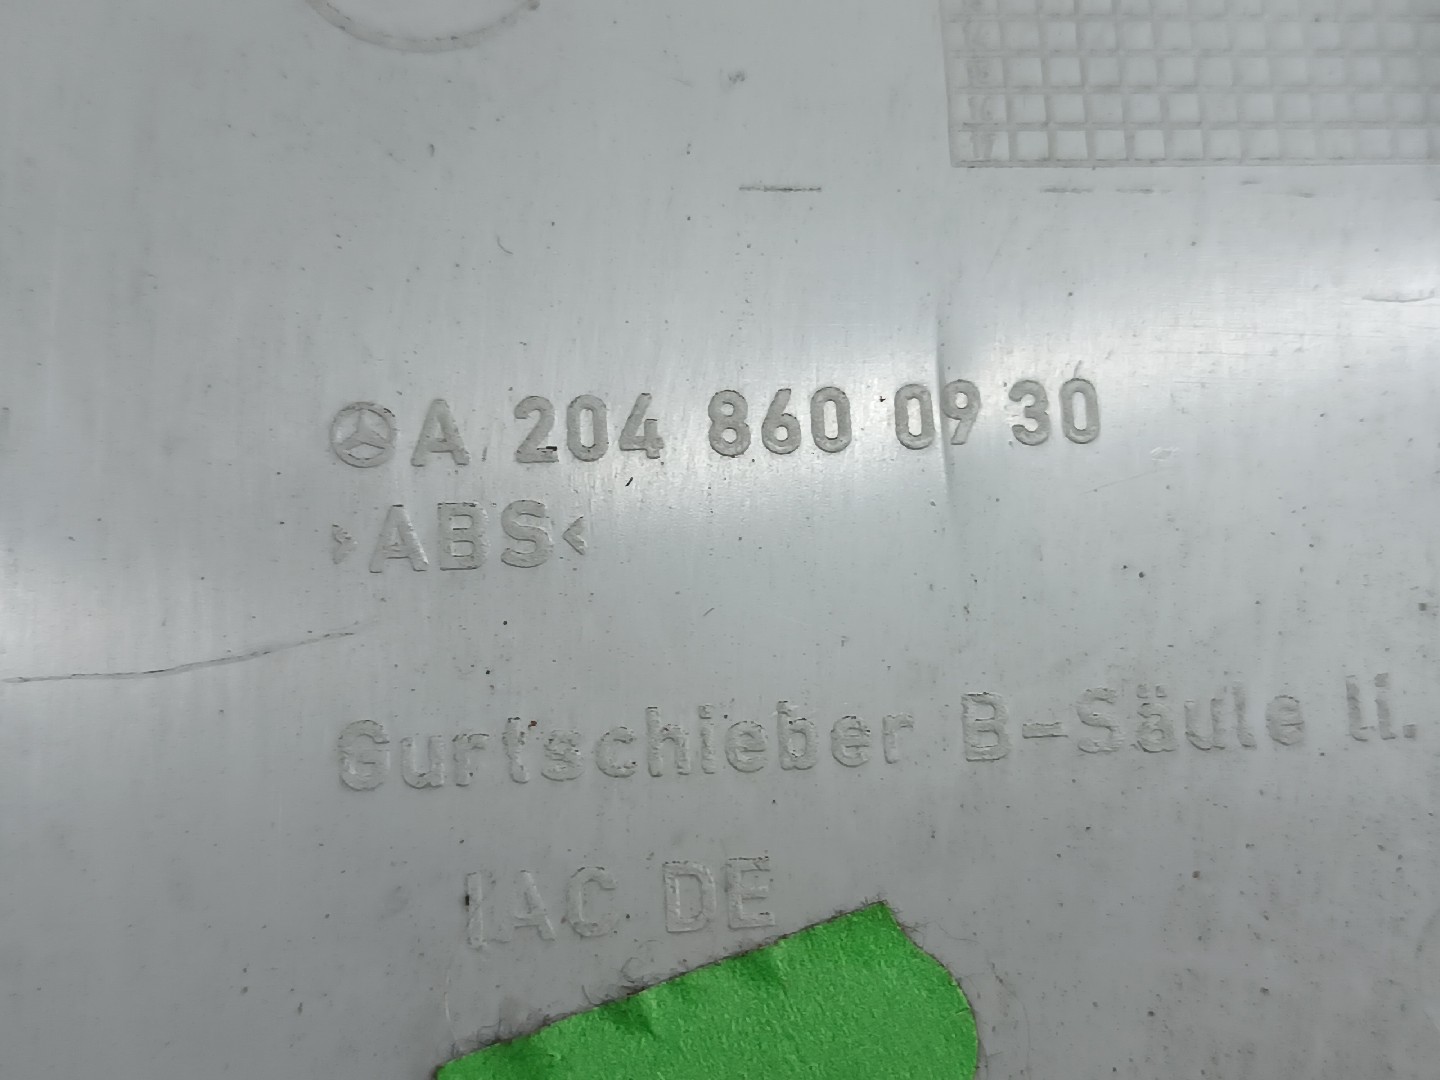 A 204 860 09 30
>ABS<
Gurtschieber B-Säule li.
IAC DE